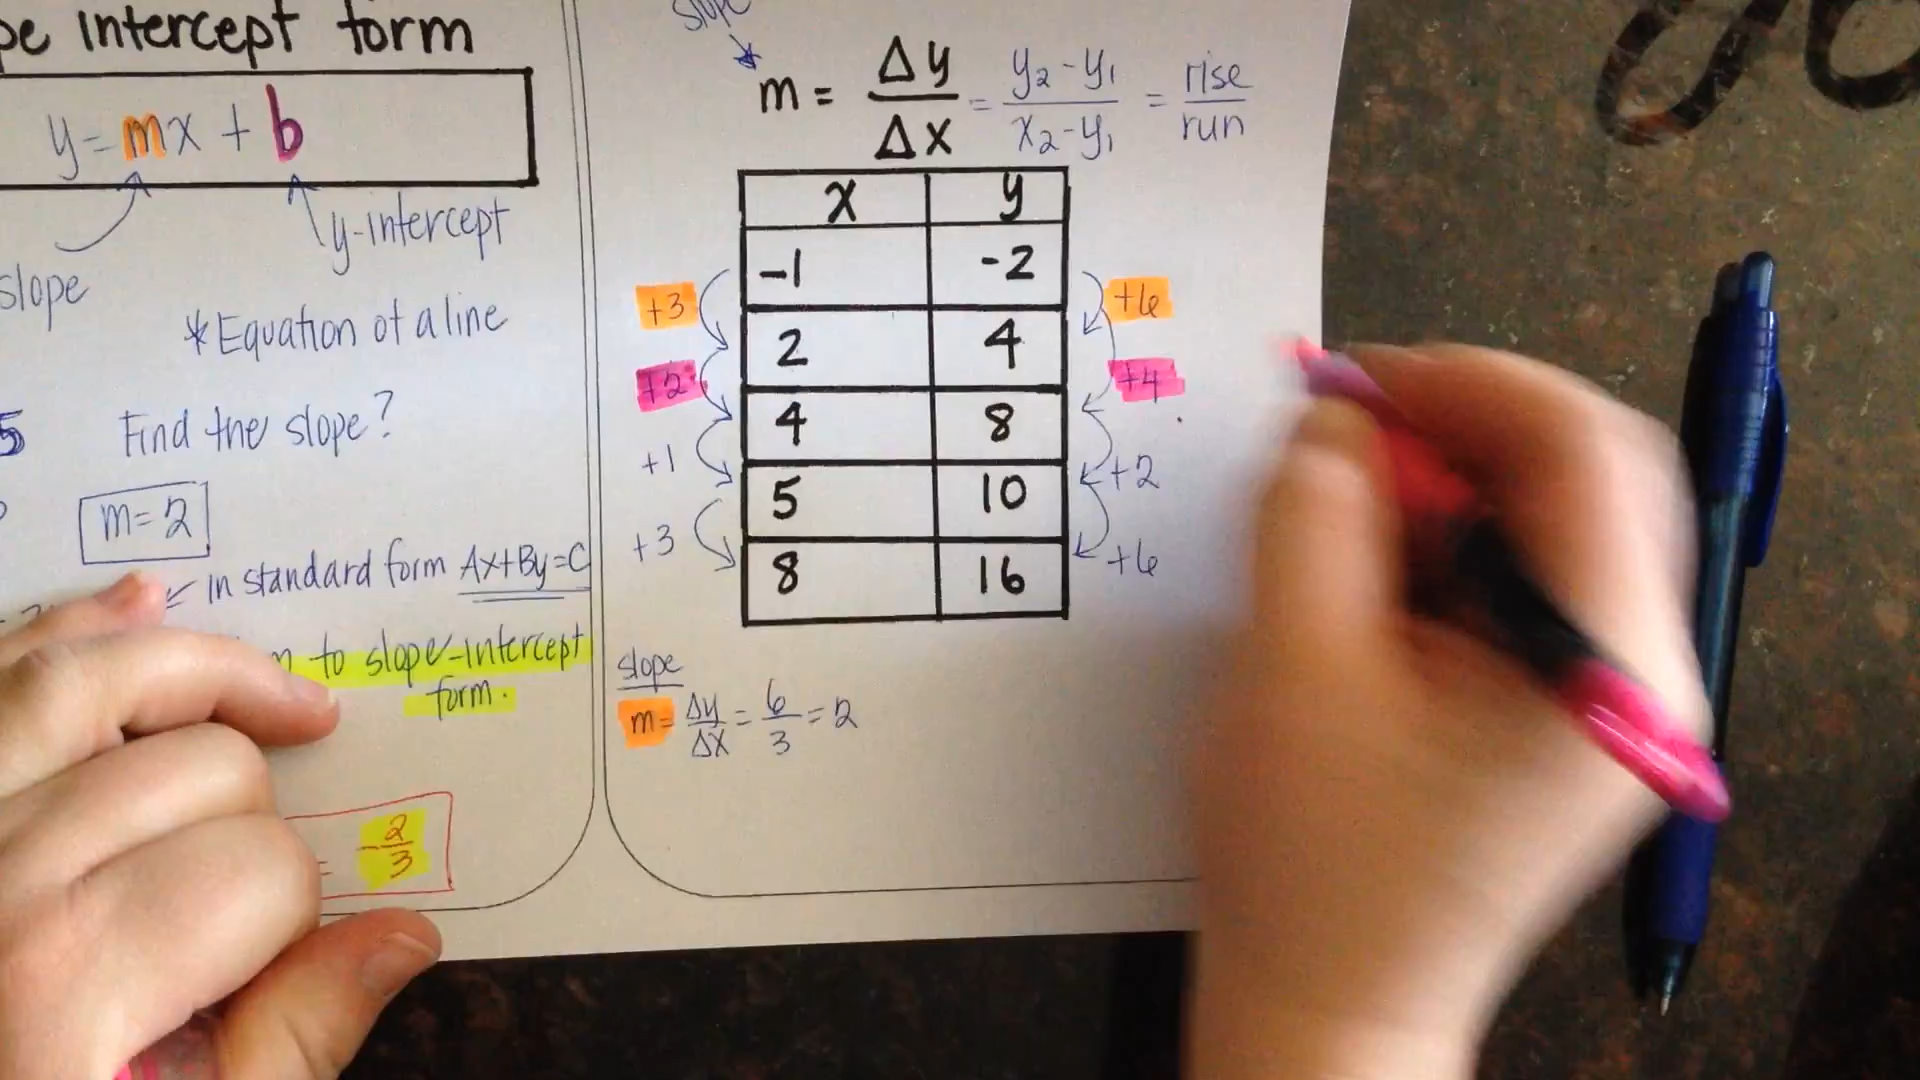 intercept form
y=mx + b
y-intercept
slope
*Equation of a line
5 Find the slope?
m=2
in standard form Ax+By=C
to slope-intercept
form.
= -2/3
slope
m = Δy/Δx = y2-y1/x2-y1 = rise/run
x y
-1 -2
+3 +6
2 4
+2 +4
4 8
+1 +2
5 10
+3 +6
8 16
slope
m= Δy/Δx = 6/3 = 2